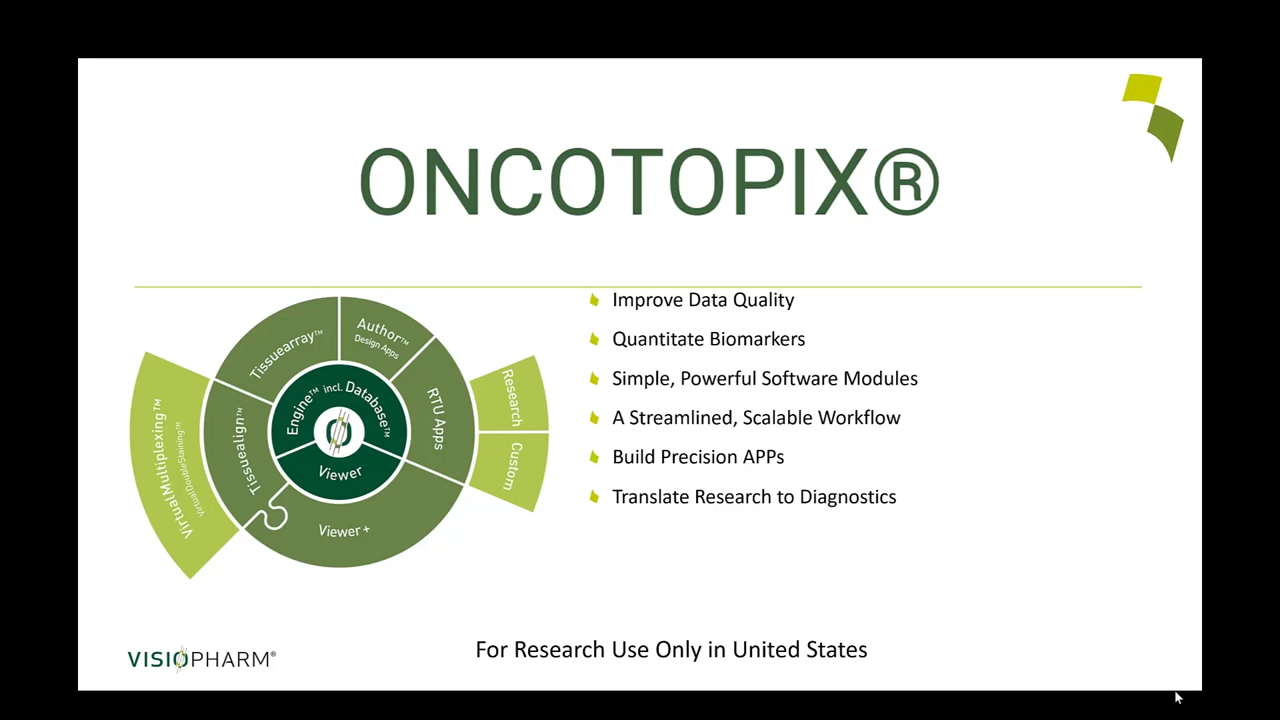 ONCOTOPIX®
Improve Data Quality
Quantitate Biomarkers
Simple, Powerful Software Modules
A Streamlined, Scalable Workflow
Build Precision APPs
Translate Research to Diagnostics
Tissuearray™
Author™
Design Apps
RTU Apps
Research
Custom
Engine™ incl. Database™
Viewer
Viewer+
Tissuealign™
VirtualMultiplexing™
VirtualDoubleStaining™
VISIOPHARM®
For Research Use Only in United States